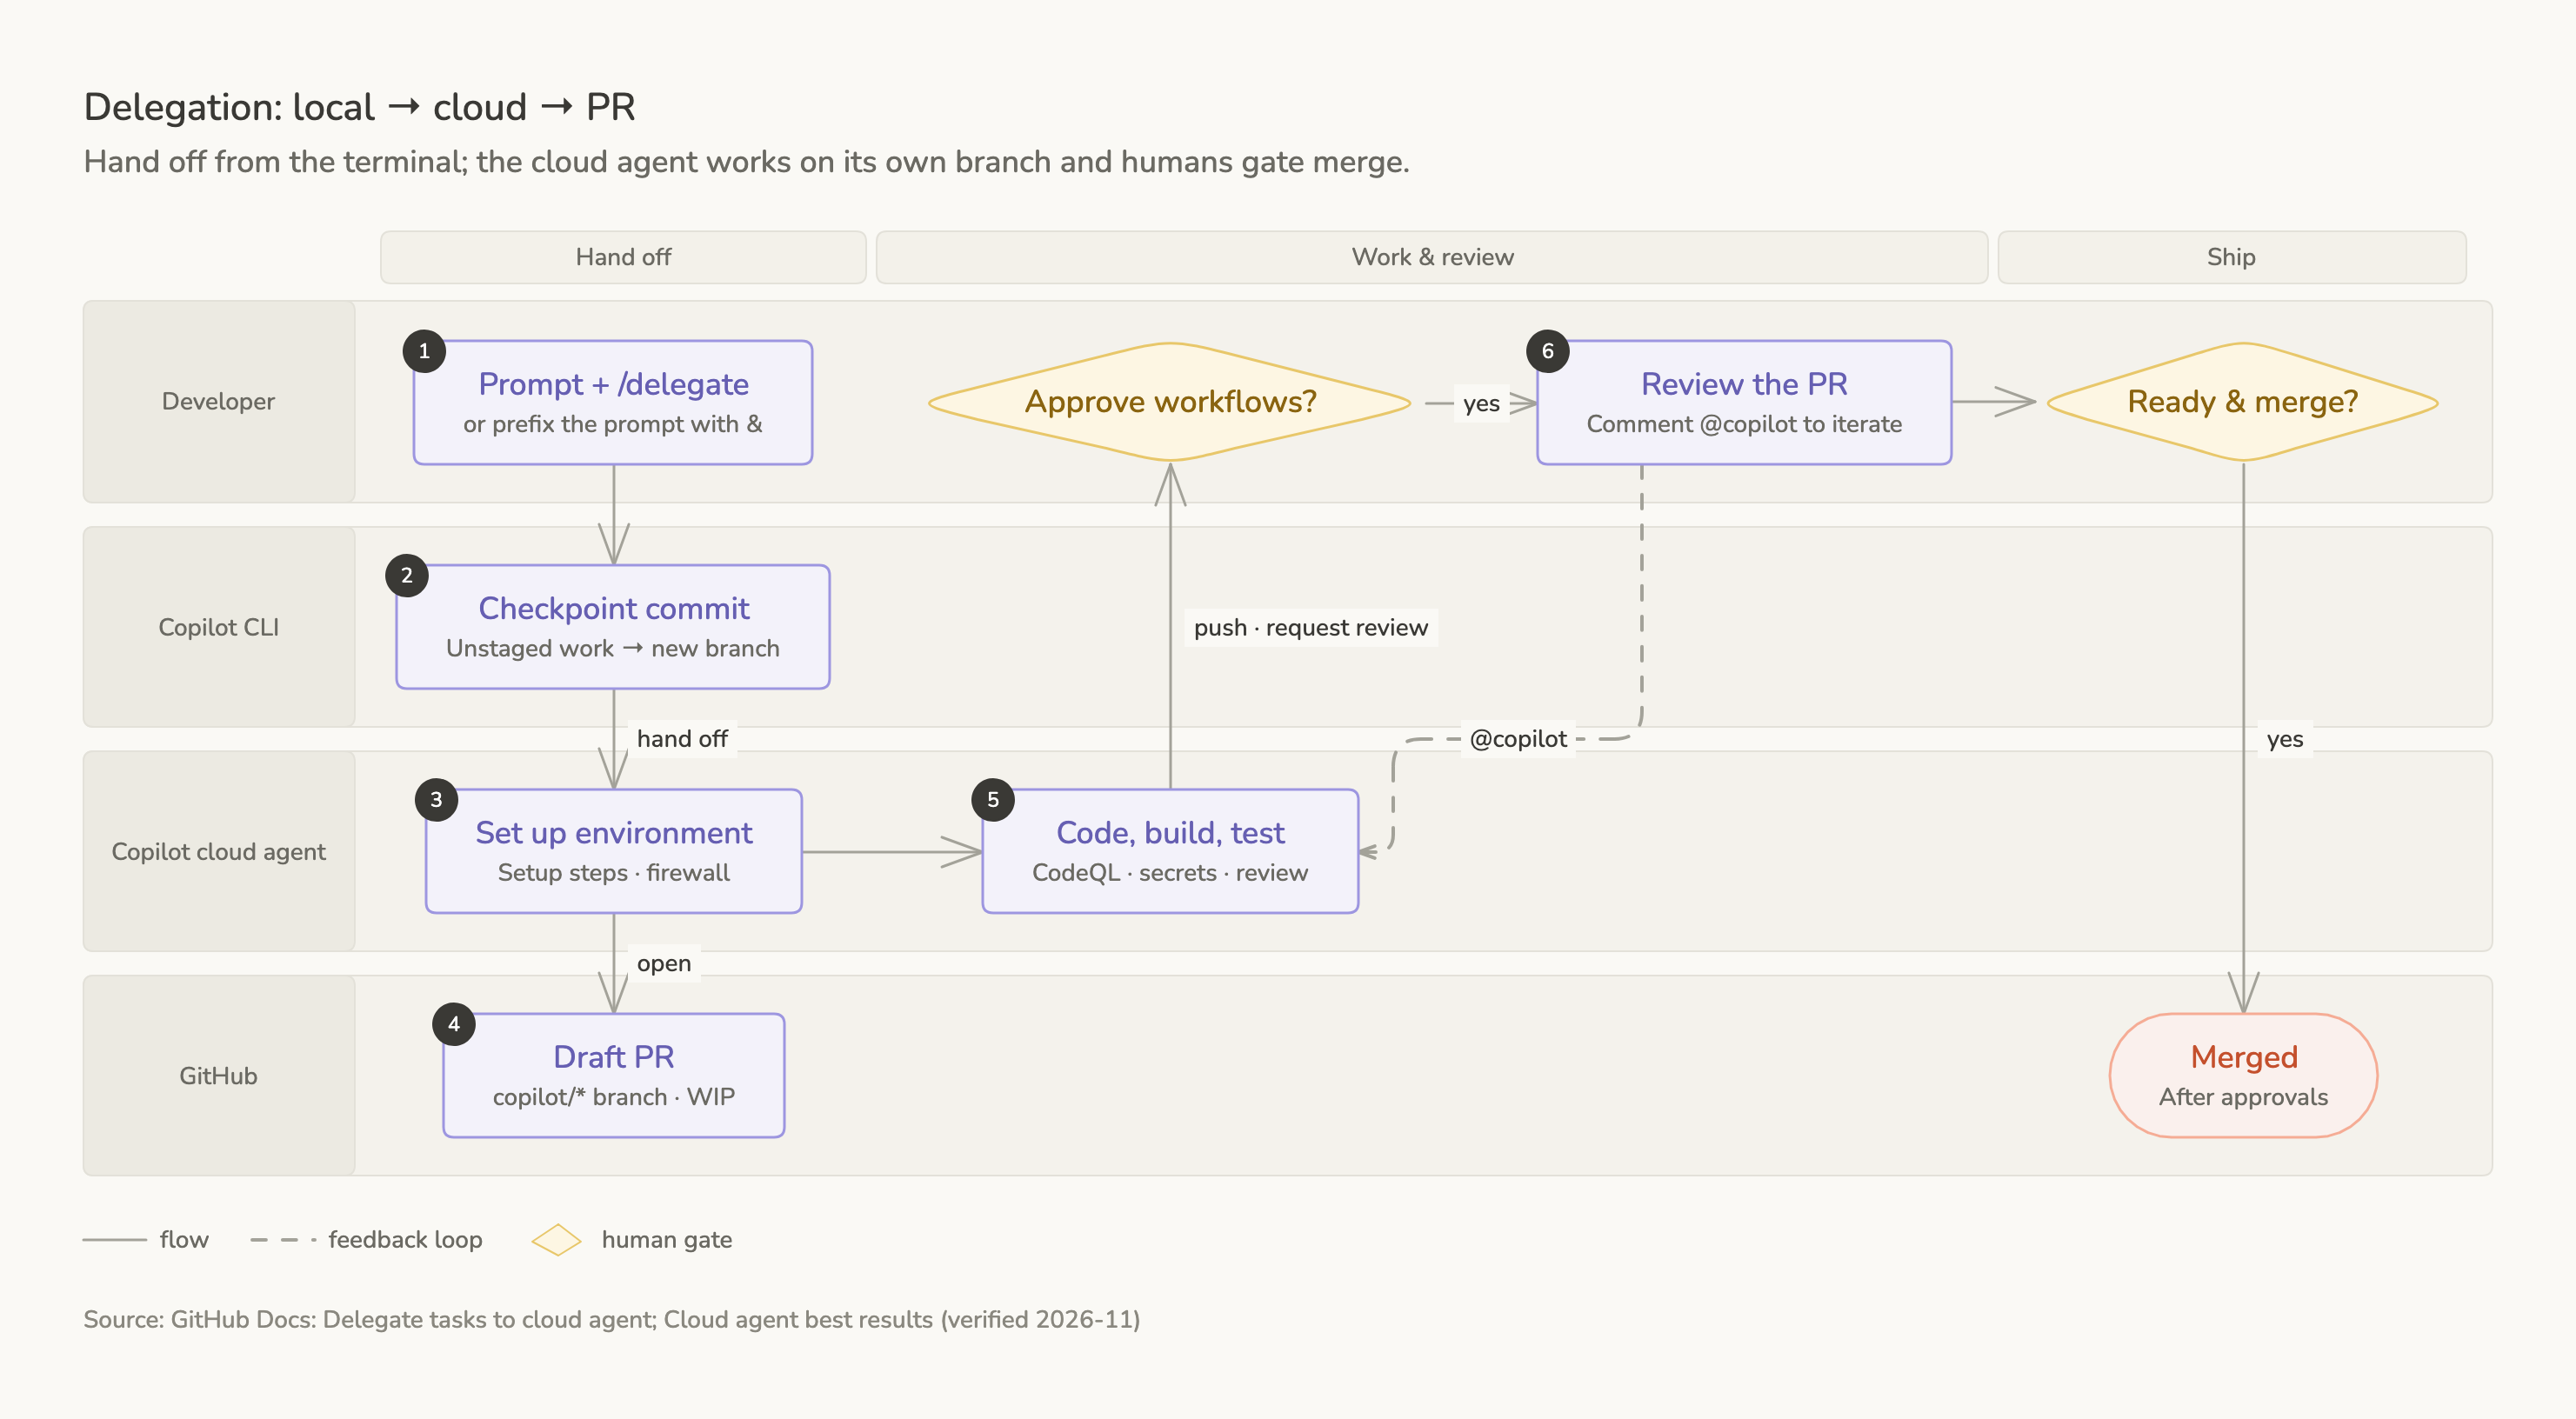 Delegation: local → cloud → PR
Hand off from the terminal; the cloud agent works on its own branch and humans gate merge.
Hand off
Work & review
Ship
Developer
1
Prompt + /delegate
or prefix the prompt with &
Approve workflows?
yes
6
Review the PR
Comment @copilot to iterate
Ready & merge?
Copilot CLI
2
Checkpoint commit
Unstaged work → new branch
push · request review
hand off
@copilot
yes
Copilot cloud agent
3
Set up environment
Setup steps · firewall
5
Code, build, test
CodeQL · secrets · review
open
GitHub
4
Draft PR
copilot/* branch · WIP
Merged
After approvals
flow
feedback loop
human gate
Source: GitHub Docs: Delegate tasks to cloud agent; Cloud agent best results (verified 2026-11)